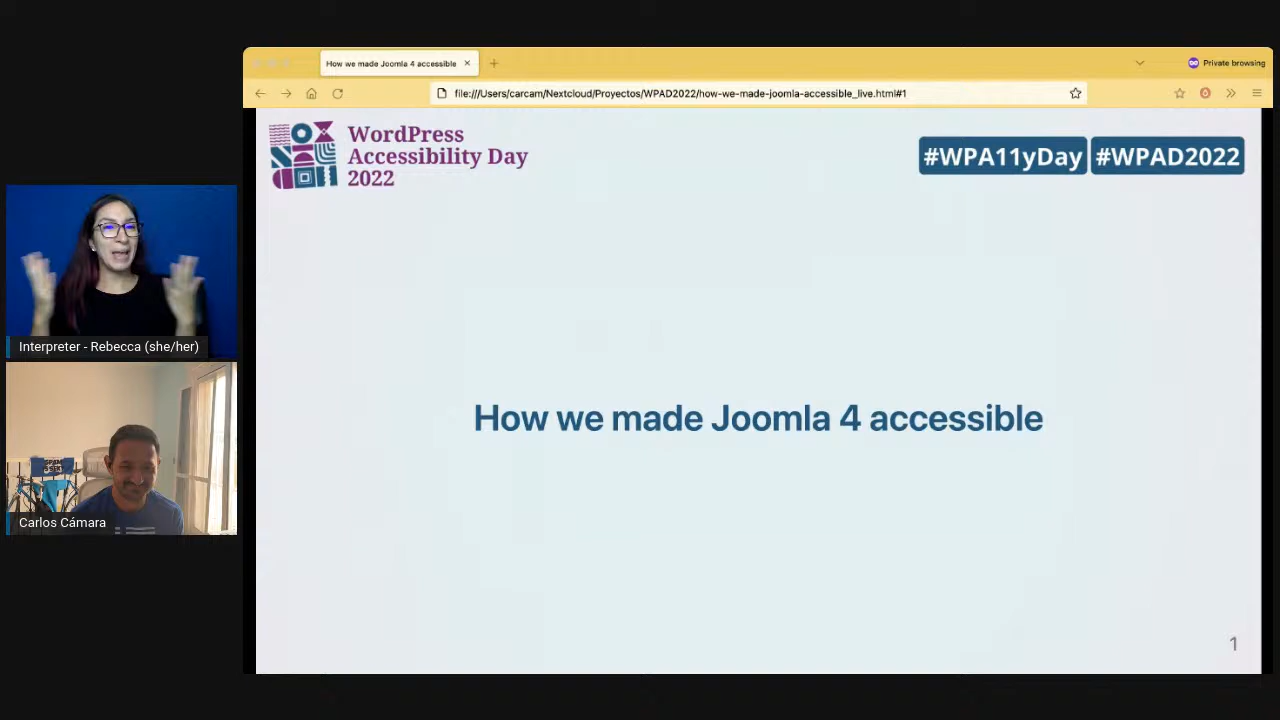 How we made Joomla 4 accessible
Private browsing
file:///Users/carcam/Nextcloud/Proyectos/WPAD2022/how-we-made-joomla-accessible_live.html#1
WordPress
Accessibility Day
2022
#WPA11yDay #WPAD2022
Interpreter - Rebecca (she/her)
Carlos Cámara
How we made Joomla 4 accessible
1